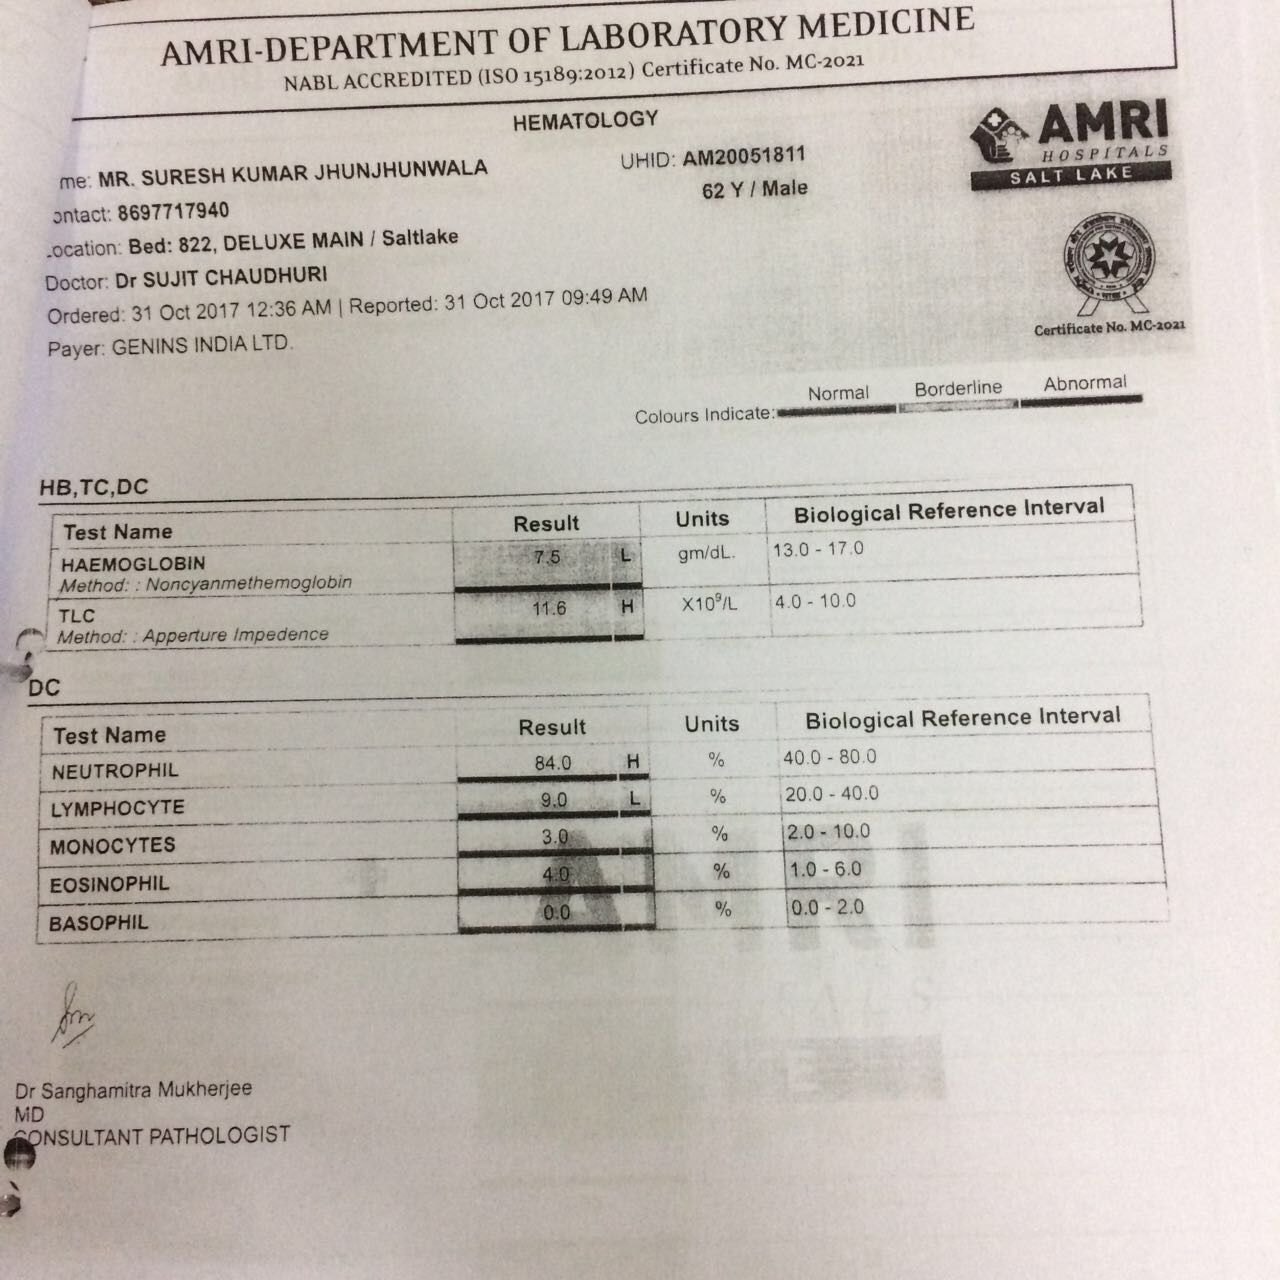 AMRI-DEPARTMENT OF LABORATORY MEDICINE
NABL ACCREDITED (ISO 15189:2012) Certificate No. MC-2021
HEMATOLOGY
AMRI
HOSPITALS
SALT LAKE
me: MR. SURESH KUMAR JHUNJHUNWALA UHID: AM20051811
ontact: 8697717940 62 Y / Male
ocation: Bed: 822, DELUXE MAIN / Saltlake
Doctor: Dr SUJIT CHAUDHURI
Ordered: 31 Oct 2017 12:36 AM | Reported: 31 Oct 2017 09:49 AM
Payer: GENINS INDIA LTD.
Certificate No. MC-2021
Colours Indicate: Normal Borderline Abnormal
HB,TC,DC
Test Name Result Units Biological Reference Interval
HAEMOGLOBIN 7.5 L gm/dL. 13.0 - 17.0
Method: : Noncyanmethemoglobin
TLC 11.6 H X10⁹/L 4.0 - 10.0
Method: : Apperture Impedence
DC
Test Name Result Units Biological Reference Interval
NEUTROPHIL 84.0 H % 40.0 - 80.0
LYMPHOCYTE 9.0 L % 20.0 - 40.0
MONOCYTES 3.0 % 2.0 - 10.0
EOSINOPHIL 4.0 % 1.0 - 6.0
BASOPHIL 0.0 % 0.0 - 2.0
Dr Sanghamitra Mukherjee
MD
CONSULTANT PATHOLOGIST